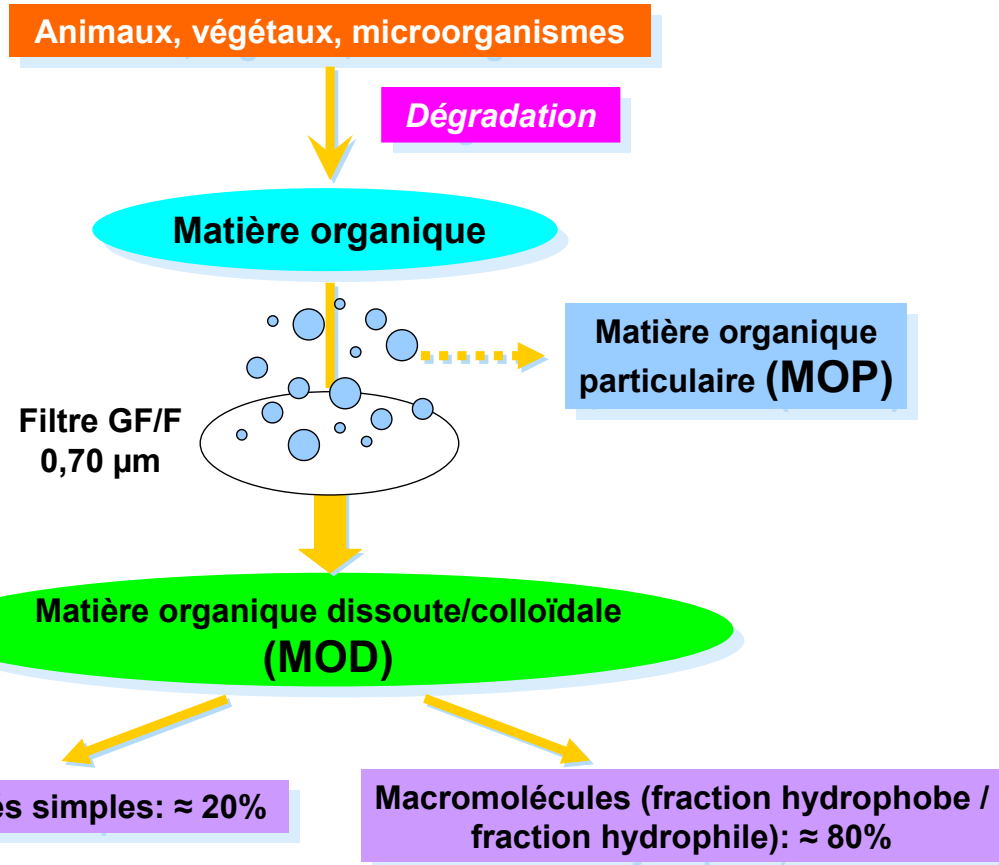 Animaux, végétaux, microorganismes
Dégradation
Matière organique
Matière organique
particulaire (MOP)
Filtre GF/F
0,70 µm
Matière organique dissoute/colloïdale
(MOD)
simples: ≈ 20%
Macromolécules (fraction hydrophobe /
fraction hydrophile): ≈ 80%